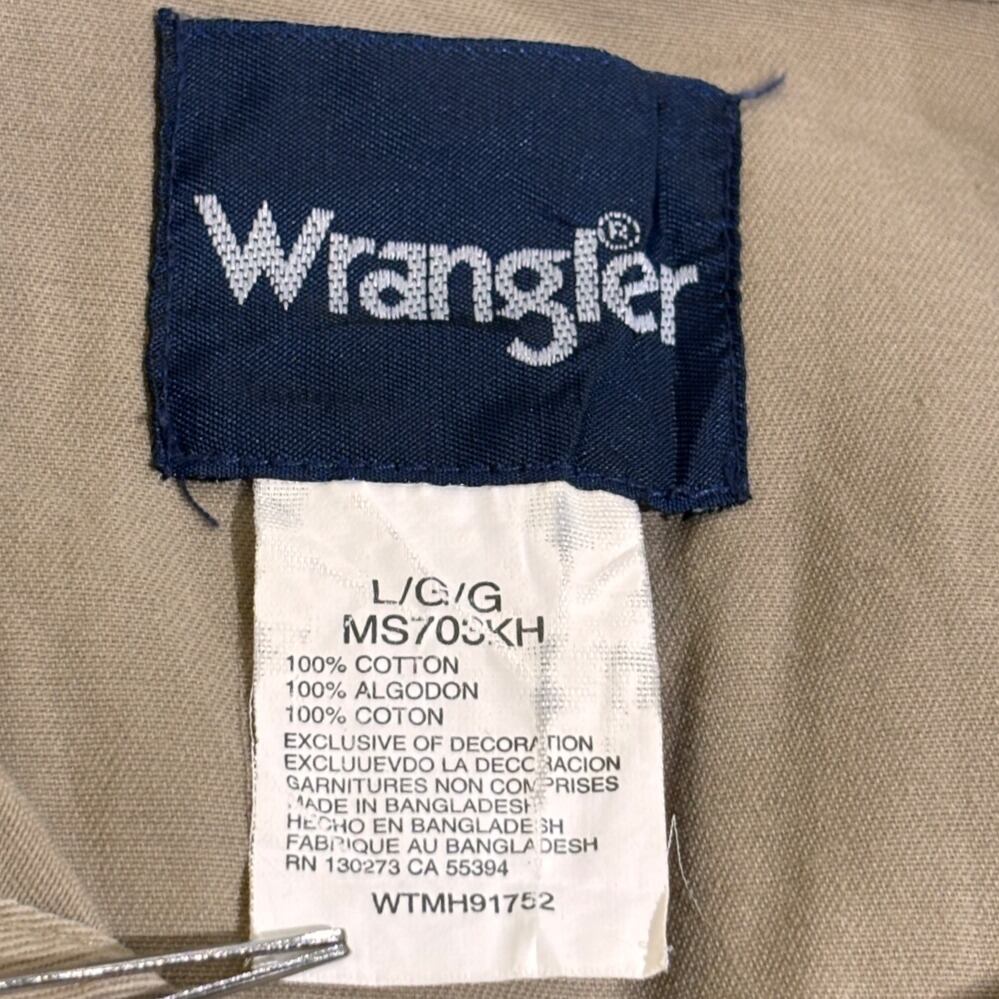 Wrangler®
L/G/G
MS703KH
100% COTTON
100% ALGODON
100% COTON
EXCLUSIVE OF DECORATION
EXCLUUEVDO LA DECORACION
GARNITURES NON COMPRISES
MADE IN BANGLADESH
HECHO EN BANGLADESH
FABRIQUE AU BANGLADESH
RN 130273 CA 55394
WTMH91752